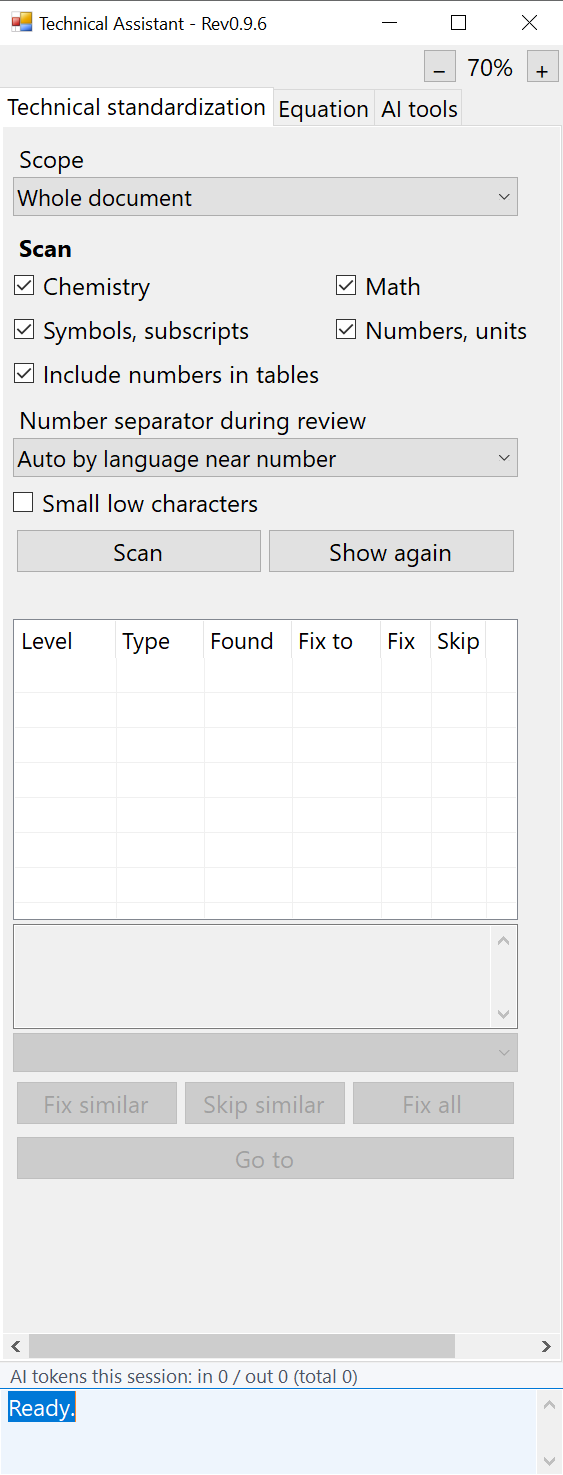 Technical Assistant - Rev0.9.6
− 70% +
Technical standardization Equation AI tools
Scope
Whole document
Scan
Chemistry Math
Symbols, subscripts Numbers, units
Include numbers in tables
Number separator during review
Auto by language near number
Small low characters
Scan Show again
Level Type Found Fix to Fix Skip
Fix similar Skip similar Fix all
Go to
AI tokens this session: in 0 / out 0 (total 0)
Ready.